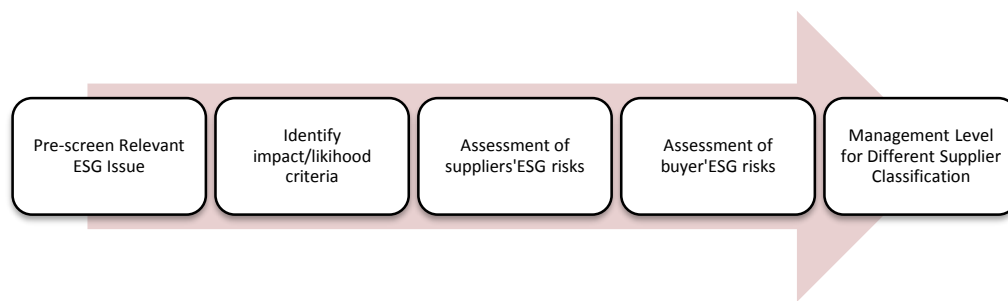 Pre-screen Relevant
ESG Issue
Identify
impact/likihood
criteria
Assessment of
suppliers'ESG risks
Assessment of
buyer'ESG risks
Management Level
for Different Supplier
Classification